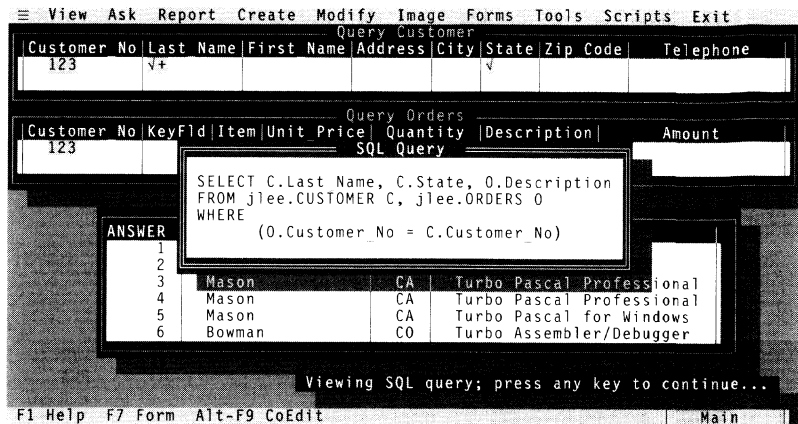 ≡ View Ask Report Create Modify Image Forms Tools Scripts Exit
Query Customer
Customer No|Last Name|First Name|Address|City|State|Zip Code| Telephone
123 √+ √
Query Orders
Customer No|KeyFld|Item|Unit Price| Quantity |Description| Amount
123
SQL Query
SELECT C.Last Name, C.State, O.Description
FROM jlee.CUSTOMER C, jlee.ORDERS O
WHERE
(O.Customer_No = C.Customer_No)
ANSWER
1
2
3 Mason CA Turbo Pascal Professional
4 Mason CA Turbo Pascal Professional
5 Mason CA Turbo Pascal for Windows
6 Bowman CO Turbo Assembler/Debugger
Viewing SQL query; press any key to continue...
F1 Help F7 Form Alt-F9 CoEdit Main